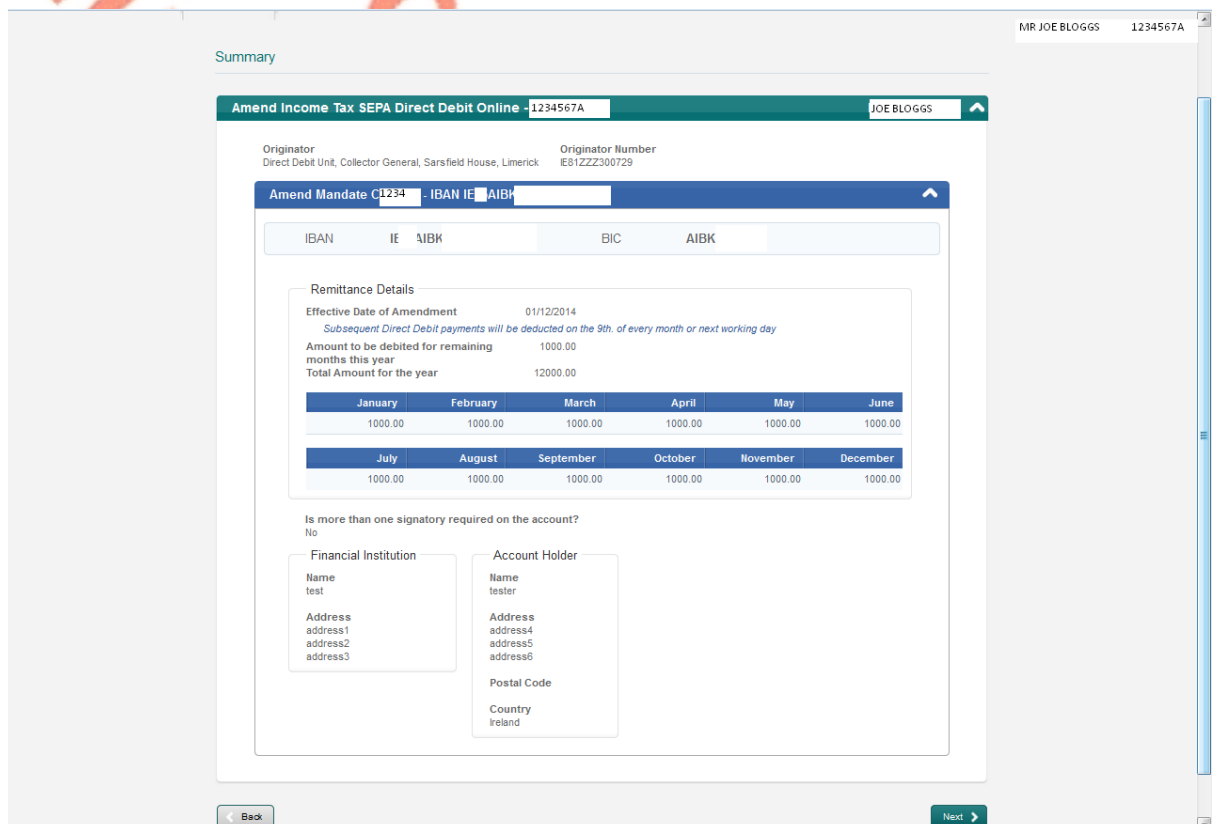 MR JOE BLOGGS 1234567A
Summary
Amend Income Tax SEPA Direct Debit Online - 1234567A JOE BLOGGS
Originator Originator Number
Direct Debit Unit, Collector General, Sarsfield House, Limerick IE81ZZZ300729
Amend Mandate C1234 - IBAN IE AIBK
IBAN IE AIBK BIC AIBK
Remittance Details
Effective Date of Amendment 01/12/2014
Subsequent Direct Debit payments will be deducted on the 9th. of every month or next working day
Amount to be debited for remaining 1000.00
months this year
Total Amount for the year 12000.00
January February March April May June
1000.00 1000.00 1000.00 1000.00 1000.00 1000.00
July August September October November December
1000.00 1000.00 1000.00 1000.00 1000.00 1000.00
Is more than one signatory required on the account?
No
Financial Institution Account Holder
Name Name
test tester
Address Address
address1 address4
address2 address5
address3 address6
Postal Code
Country
Ireland
Back Next